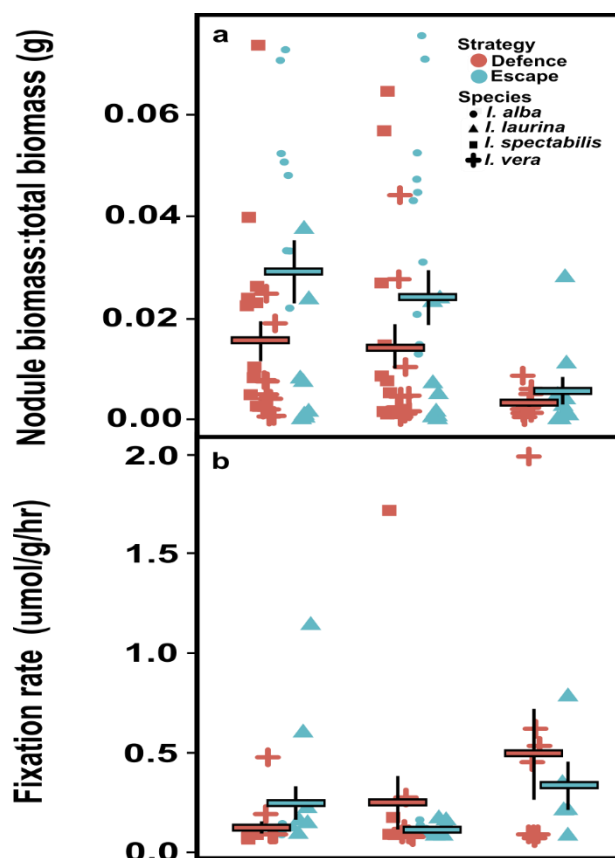 a
Strategy
Defence
Escape
Species
I. alba
I. laurina
I. spectabilis
I. vera
Nodule biomass:total biomass (g)
0.06
0.04
0.02
0.00
b
Fixation rate (umol/g/hr)
2.0
1.5
1.0
0.5
0.0